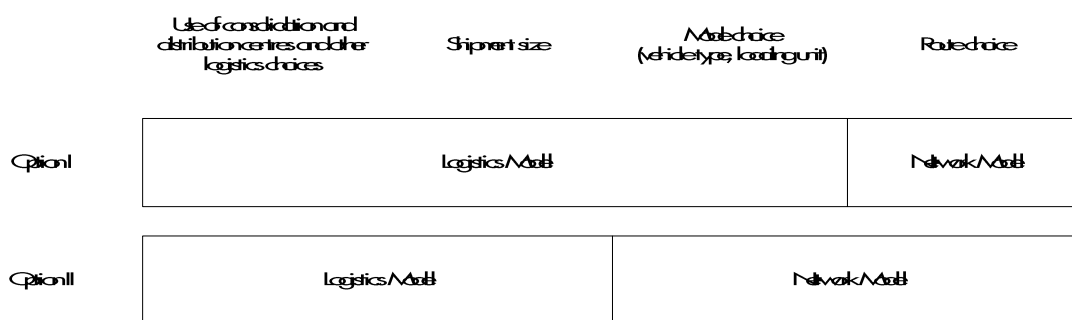 Use of consolidation and
distribution centres and other
logistics choices
Shipment size
Mode choice
(vehicle type, loading unit)
Route choice
Option I
Logistics Model
Network Model
Option II
Logistics Model
Network Model